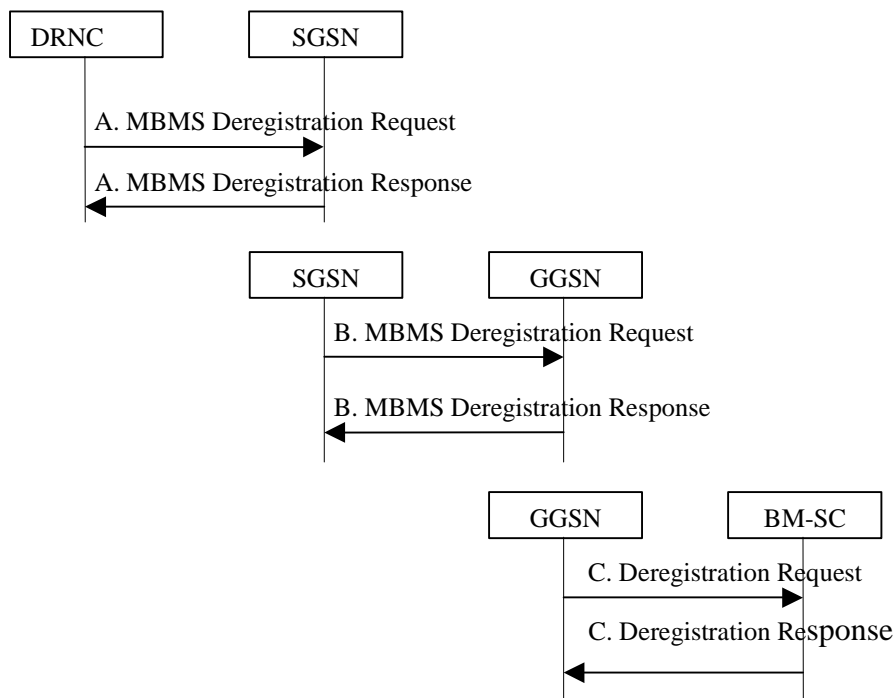 DRNC SGSN
A. MBMS Deregistration Request
A. MBMS Deregistration Response
SGSN GGSN
B. MBMS Deregistration Request
B. MBMS Deregistration Response
GGSN BM-SC
C. Deregistration Request
C. Deregistration Response